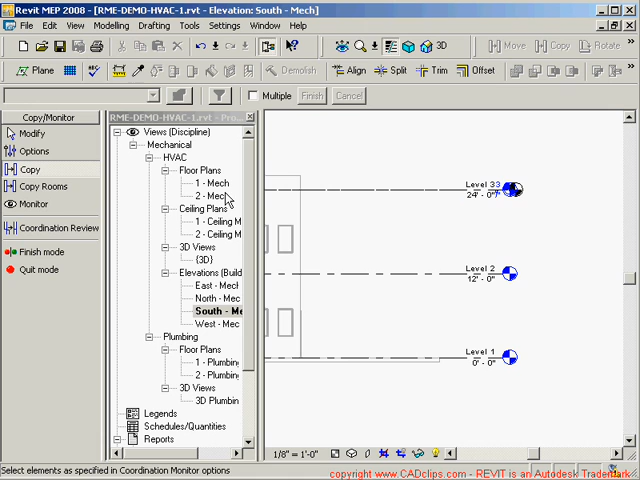 Revit MEP 2008 - [RME-DEMO-HVAC-1.rvt - Elevation: South - Mech]
File Edit View Modelling Drafting Tools Settings Window Help
3D Move Copy Rotate
Plane Demolish Align Split Trim Offset
Multiple Finish Cancel
Copy/Monitor
Modify
Options
Copy
Copy Rooms
Monitor
Coordination Review
Finish mode
Quit mode
RME-DEMO-HVAC-1.rvt - Pro
Views (Discipline)
Mechanical
HVAC
Floor Plans
1 - Mech
2 - Mech
Ceiling Plans
1 - Ceiling M
2 - Ceiling M
3D Views
{3D}
Elevations (Build
East - Mech
North - Mec
South - Me
West - Mec
Plumbing
Floor Plans
1 - Plumbing
2 - Plumbing
3D Views
3D Plumbin
Legends
Schedules/Quantities
Reports
Level 3
24' - 0"
Level 2
12' - 0"
Level 1
0' - 0"
1/8" = 1'-0"
Select elements as specified in Coordination Monitor options
copyright www.CADclips.com - REVIT is an Autodesk Trademark